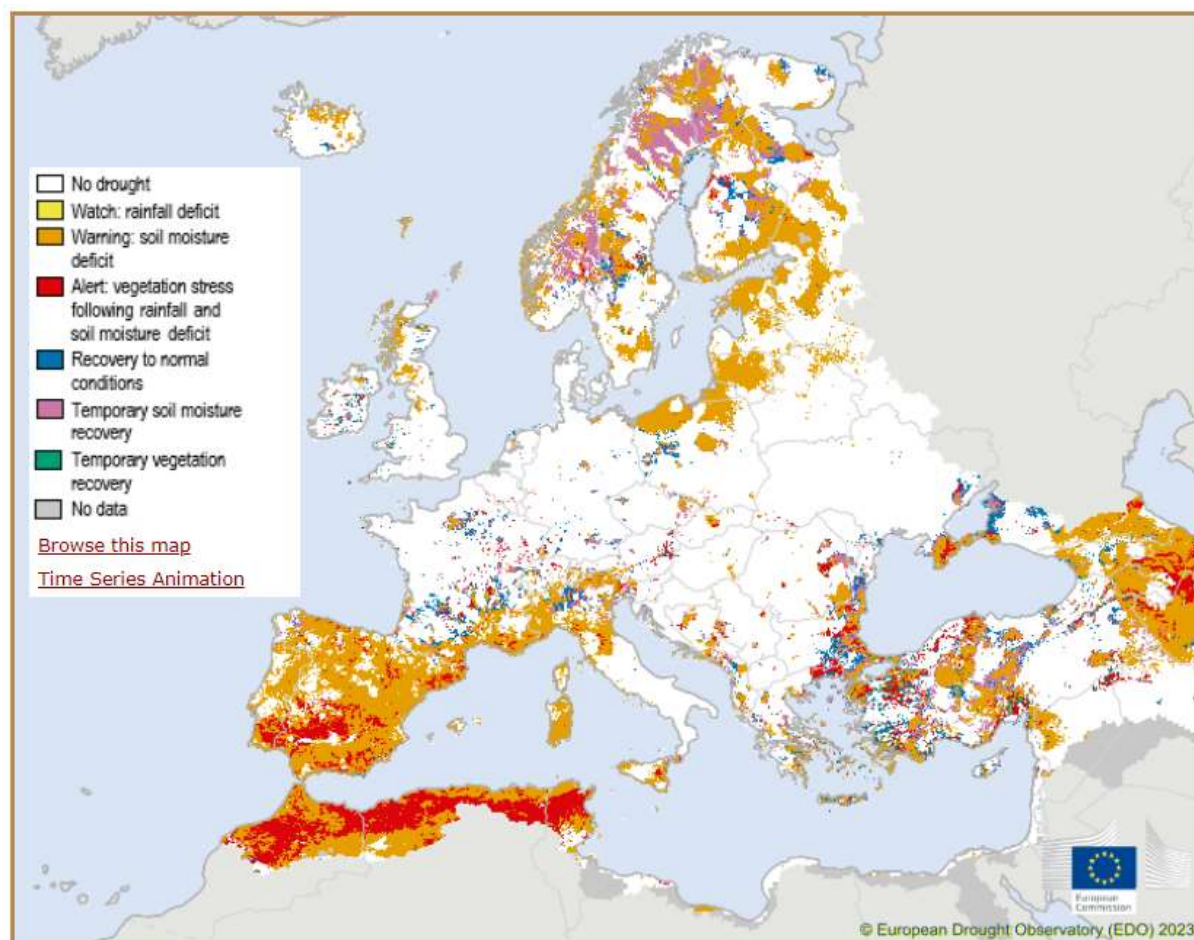 No drought
Watch: rainfall deficit
Warning: soil moisture
deficit
Alert: vegetation stress
following rainfall and
soil moisture deficit
Recovery to normal
conditions
Temporary soil moisture
recovery
Temporary vegetation
recovery
No data
Browse this map
Time Series Animation
European
Commission
© European Drought Observatory (EDO) 2023